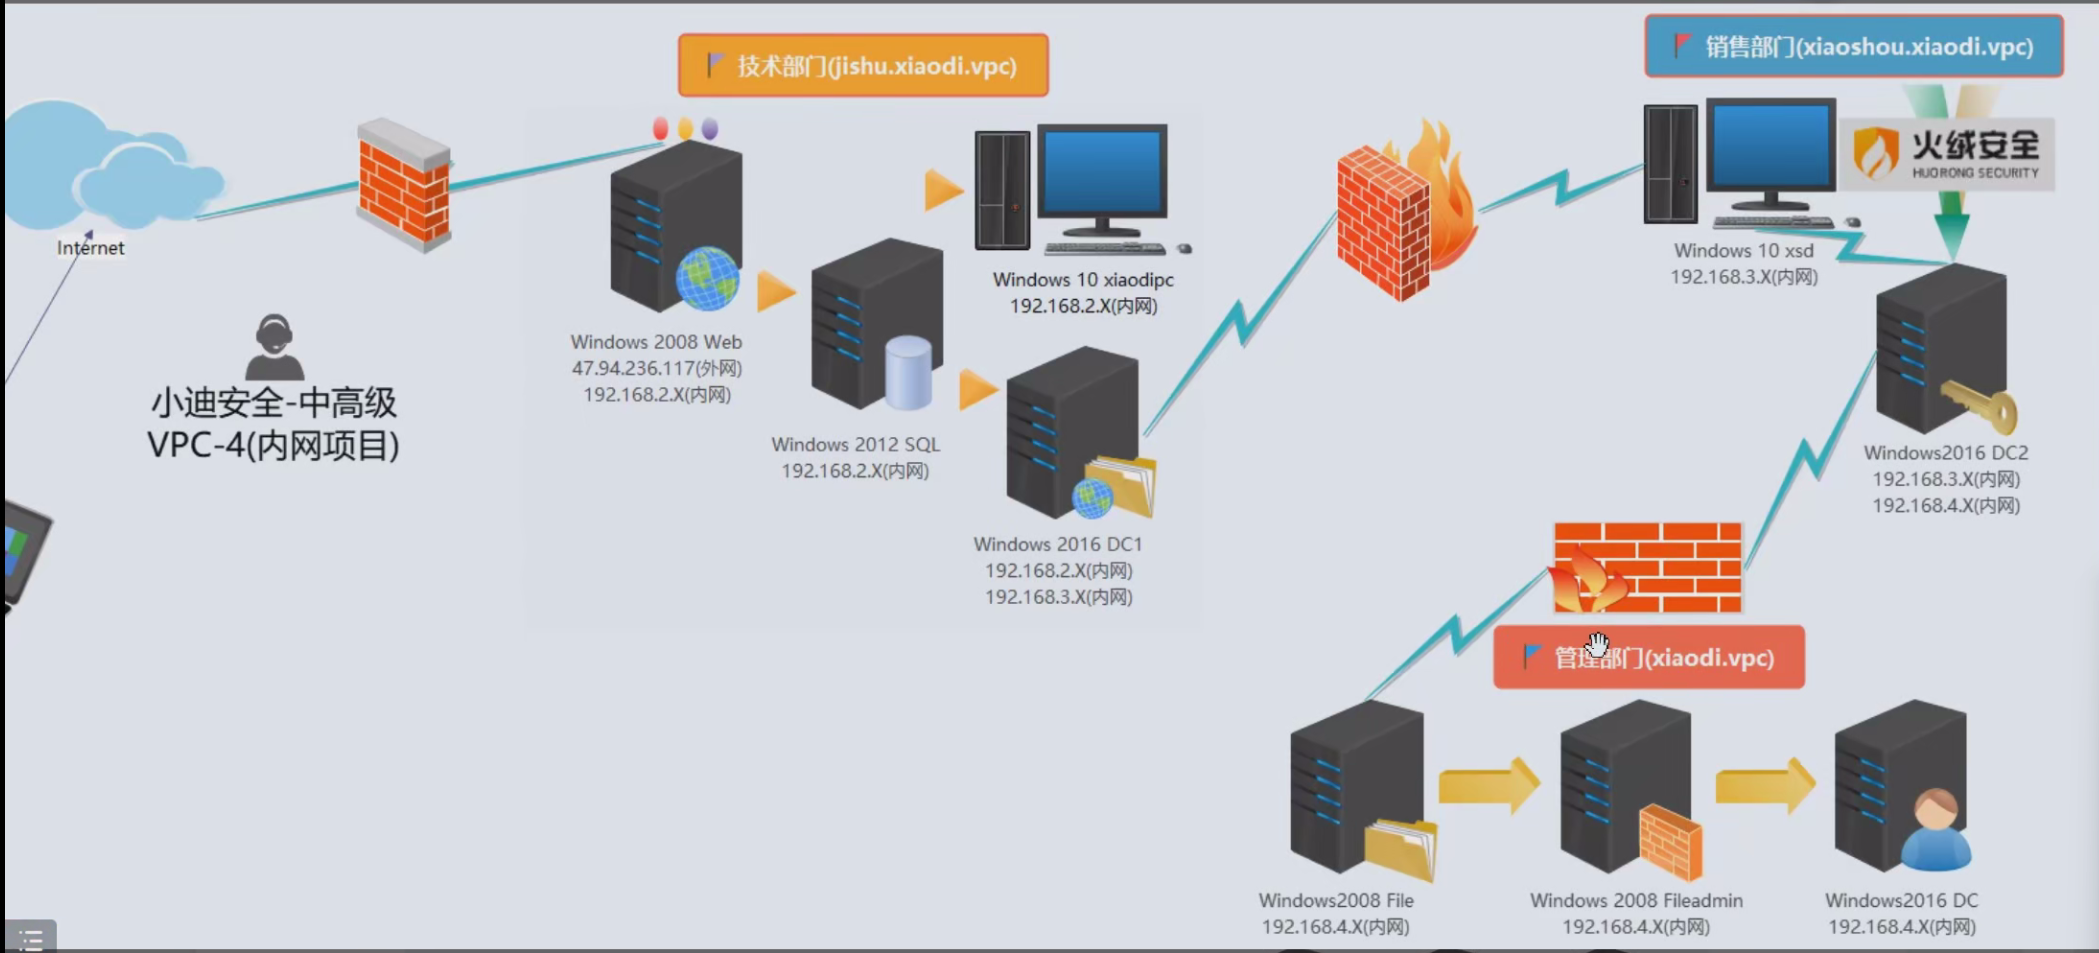 技术部门(jishu.xiaodi.vpc)
销售部门(xiaoshou.xiaodi.vpc)
火绒安全
HUORONG SECURITY
Internet
Windows 10 xiaodipc
192.168.2.X(内网)
Windows 10 xsd
192.168.3.X(内网)
Windows 2008 Web
47.94.236.117(外网)
192.168.2.X(内网)
小迪安全-中高级
VPC-4(内网项目)
Windows 2012 SQL
192.168.2.X(内网)
Windows2016 DC2
192.168.3.X(内网)
192.168.4.X(内网)
Windows 2016 DC1
192.168.2.X(内网)
192.168.3.X(内网)
管理部门(xiaodi.vpc)
Windows2008 File
192.168.4.X(内网)
Windows 2008 Fileadmin
192.168.4.X(内网)
Windows2016 DC
192.168.4.X(内网)